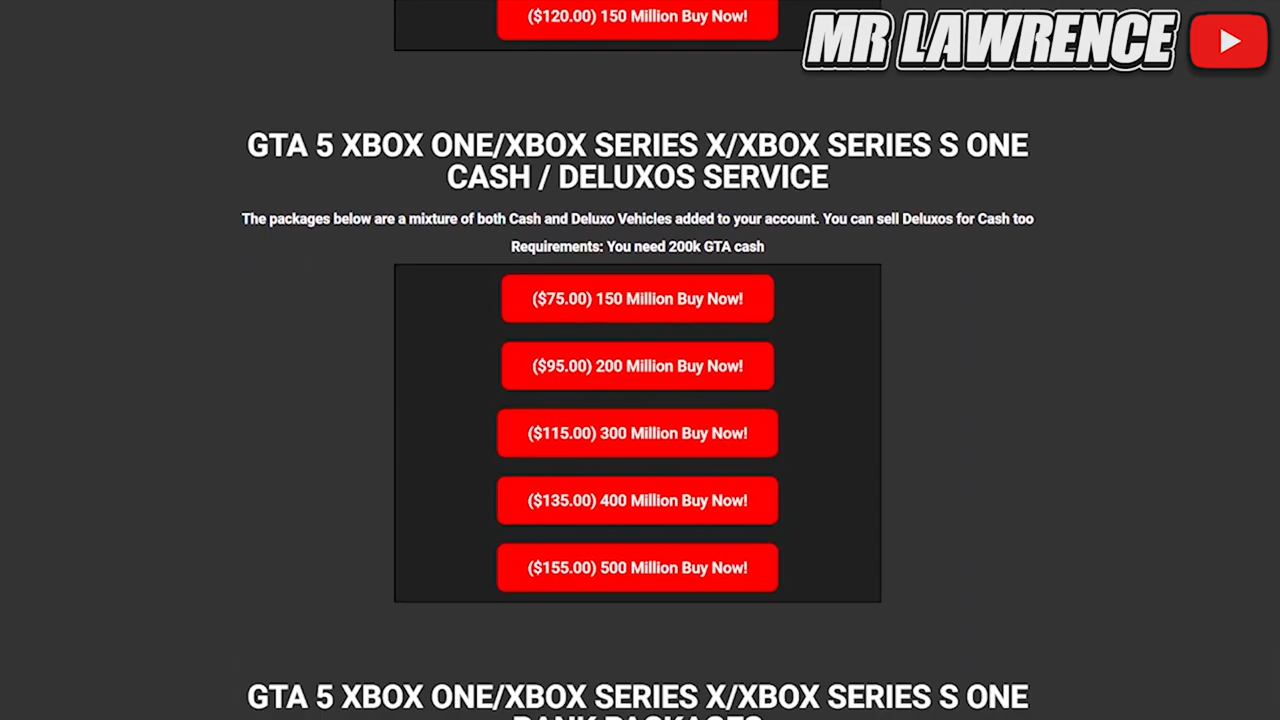 ($120.00) 150 Million Buy Now!
MR LAWRENCE
GTA 5 XBOX ONE/XBOX SERIES X/XBOX SERIES S ONE
CASH / DELUXOS SERVICE
The packages below are a mixture of both Cash and Deluxo Vehicles added to your account. You can sell Deluxos for Cash too
Requirements: You need 200k GTA cash
($75.00) 150 Million Buy Now!
($95.00) 200 Million Buy Now!
($115.00) 300 Million Buy Now!
($135.00) 400 Million Buy Now!
($155.00) 500 Million Buy Now!
GTA 5 XBOX ONE/XBOX SERIES X/XBOX SERIES S ONE